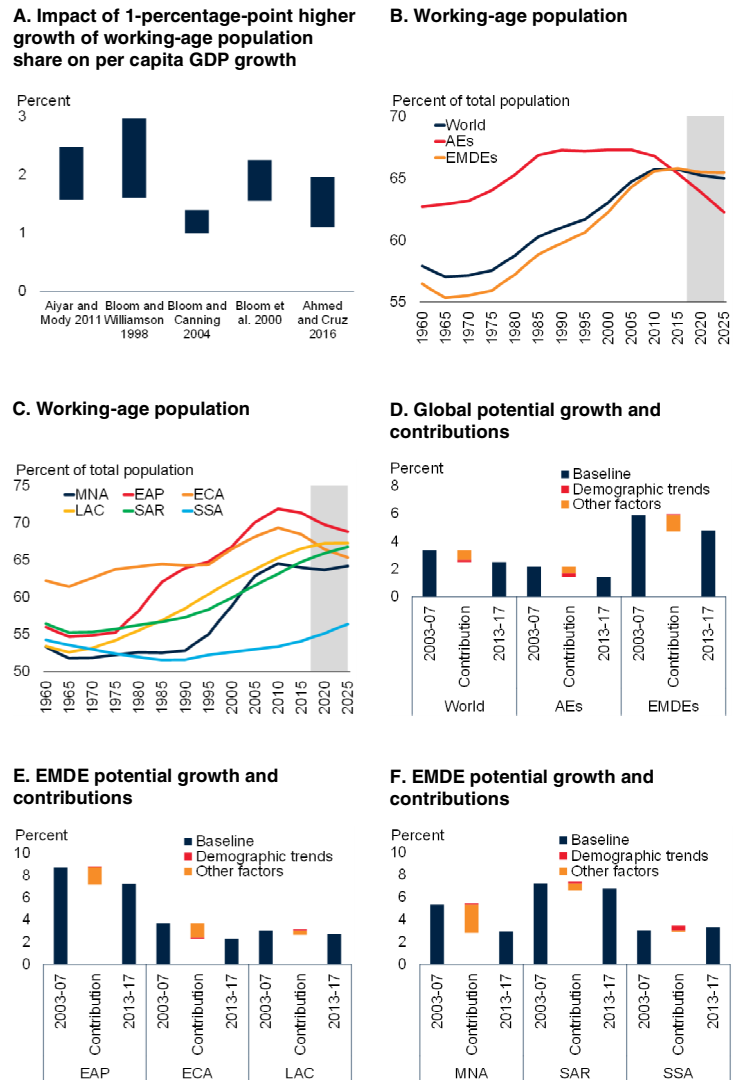 A. Impact of 1-percentage-point higher
growth of working-age population
share on per capita GDP growth
Percent
3
2
1
0
Aiyar and
Mody 2011
Bloom and
Williamson
1998
Bloom and
Canning
2004
Bloom et
al. 2000
Ahmed
and Cruz
2016
B. Working-age population
Percent of total population
70
65
60
55
World
AEs
EMDEs
1960
1965
1970
1975
1980
1985
1990
1995
2000
2005
2010
2015
2020
2025
C. Working-age population
Percent of total population
75
70
65
60
55
50
MNA EAP ECA
LAC SAR SSA
1960
1965
1970
1975
1980
1985
1990
1995
2000
2005
2010
2015
2020
2025
D. Global potential growth and
contributions
Percent
8
6
4
2
0
Baseline
Demographic trends
Other factors
2003-07
Contribution
2013-17
2003-07
Contribution
2013-17
2003-07
Contribution
2013-17
World AEs EMDEs
E. EMDE potential growth and
contributions
Percent
10
8
6
4
2
0
Baseline
Demographic trends
Other factors
2003-07
Contribution
2013-17
2003-07
Contribution
2013-17
2003-07
Contribution
2013-17
EAP ECA LAC
F. EMDE potential growth and
contributions
Percent
10
8
6
4
2
0
Baseline
Demographic trends
Other factors
2003-07
Contribution
2013-17
2003-07
Contribution
2013-17
2003-07
Contribution
2013-17
MNA SAR SSA